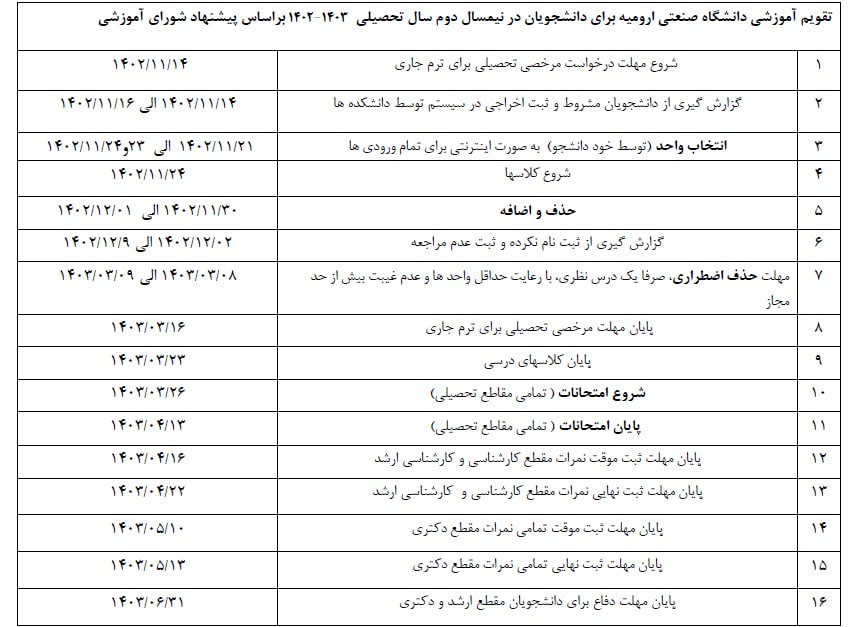 تقویم آموزشی دانشگاه صنعتی ارومیه برای دانشجویان در نیمسال دوم سال تحصیلی ۱۴۰۳-۱۴۰۲ براساس پیشنهاد شورای آموزشی
۱ شروع مهلت درخواست مرخصی تحصیلی برای ترم جاری ۱۴۰۲/۱۱/۱۴
۲ گزارش گیری از دانشجویان مشروط و ثبت اخراجی در سیستم توسط دانشکده ها ۱۴۰۲/۱۱/۱۴ الی ۱۴۰۲/۱۱/۱۶
۳ انتخاب واحد (توسط خود دانشجو) به صورت اینترنتی برای تمام ورودی ها ۱۴۰۲/۱۱/۲۱ الی ۲۳و۱۴۰۲/۱۱/۲۴
۴ شروع کلاسها ۱۴۰۲/۱۱/۲۴
۵ حذف و اضافه ۱۴۰۲/۱۱/۳۰ الی ۱۴۰۲/۱۲/۰۱
۶ گزارش گیری از ثبت نام نکرده و ثبت عدم مراجعه ۱۴۰۲/۱۲/۰۲ الی ۱۴۰۲/۱۲/۹
۷ مهلت حذف اضطراری، صرفا یک درس نظری، با رعایت حداقل واحد ها و عدم غیبت بیش از حد ۱۴۰۳/۰۳/۰۸ الی ۱۴۰۳/۰۳/۰۹
مجاز
۸ پایان مهلت مرخصی تحصیلی برای ترم جاری ۱۴۰۳/۰۳/۱۶
۹ پایان کلاسهای درسی ۱۴۰۳/۰۳/۲۳
۱۰ شروع امتحانات ( تمامی مقاطع تحصیلی) ۱۴۰۳/۰۳/۲۶
۱۱ پایان امتحانات ( تمامی مقاطع تحصیلی) ۱۴۰۳/۰۴/۱۳
۱۲ پایان مهلت ثبت موقت نمرات مقطع کارشناسی و کارشناسی ارشد ۱۴۰۳/۰۴/۱۶
۱۳ پایان مهلت ثبت نهایی نمرات مقطع کارشناسی و کارشناسی ارشد ۱۴۰۳/۰۴/۲۲
۱۴ پایان مهلت ثبت موقت تمامی نمرات مقطع دکتری ۱۴۰۳/۰۵/۱۰
۱۵ پایان مهلت ثبت نهایی تمامی نمرات مقطع دکتری ۱۴۰۳/۰۵/۱۳
۱۶ پایان مهلت دفاع برای دانشجویان مقطع ارشد و دکتری ۱۴۰۳/۰۶/۳۱